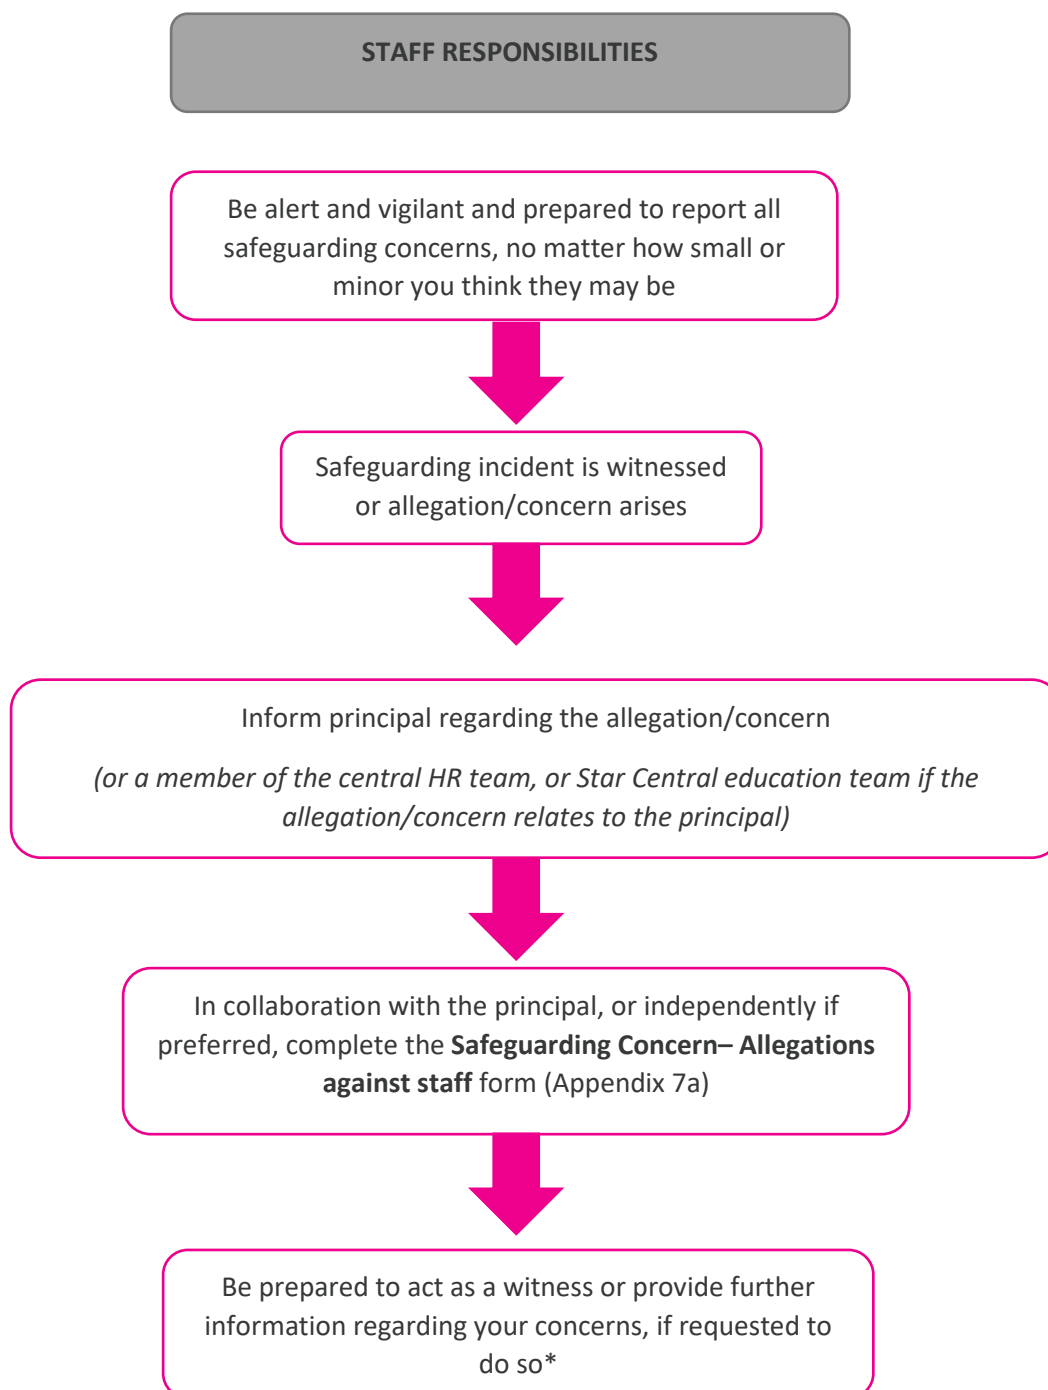 STAFF RESPONSIBILITIES
Be alert and vigilant and prepared to report all
safeguarding concerns, no matter how small or
minor you think they may be
Safeguarding incident is witnessed
or allegation/concern arises
Inform principal regarding the allegation/concern
(or a member of the central HR team, or Star Central education team if the
allegation/concern relates to the principal)
In collaboration with the principal, or independently if
preferred, complete the Safeguarding Concern– Allegations
against staff form (Appendix 7a)
Be prepared to act as a witness or provide further
information regarding your concerns, if requested to
do so*